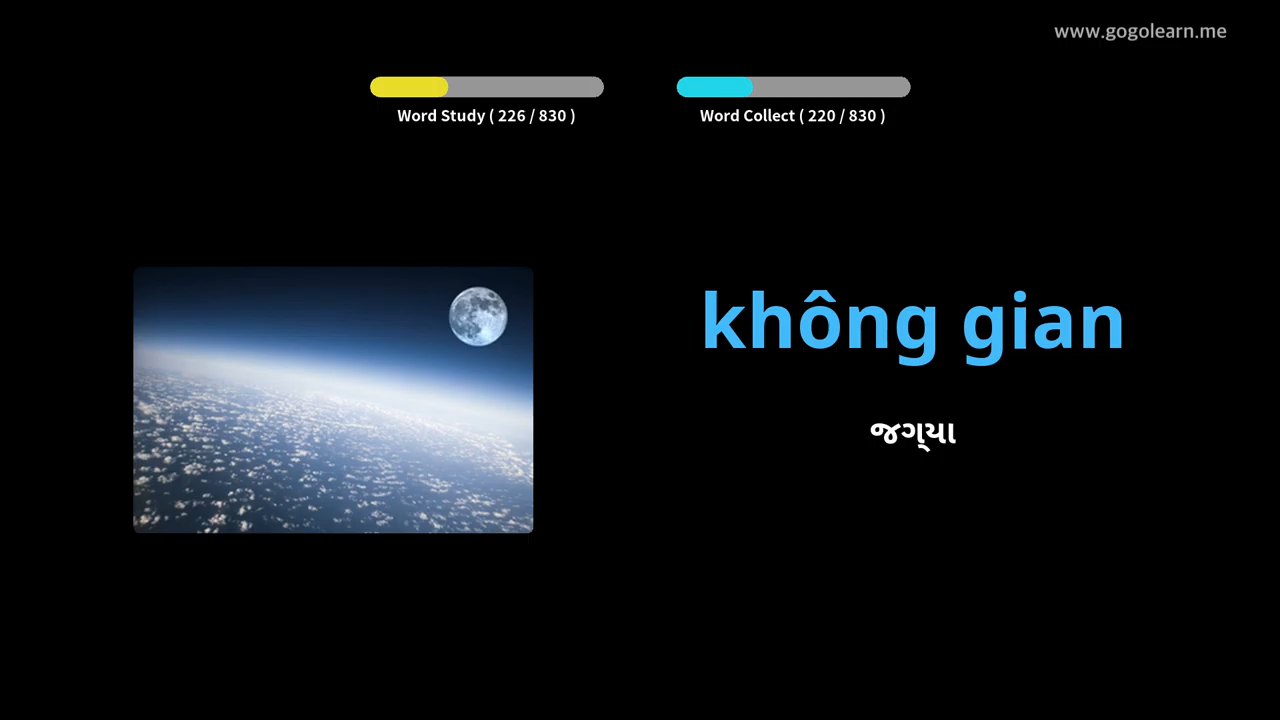 www.gogolearn.me
Word Study ( 226 / 830 )
Word Collect ( 220 / 830 )
không gian
જગ્યા